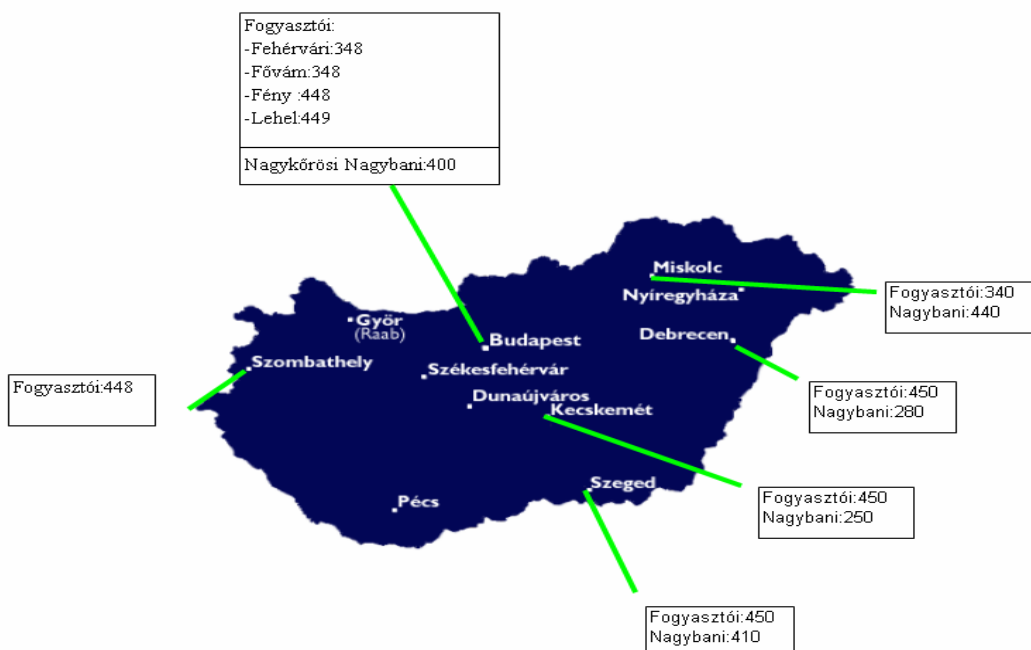 Fogyasztói:
-Fehérvári:348
-Fővám:348
-Fény :448
-Lehel:449
Nagykőrösi Nagybani:400
Miskolc
Nyíregyháza
Fogyasztói:340
Nagybani:440
Györ
(Raab)
Budapest
Debrecen
Szombathely
Székesfehérvár
Fogyasztói:448
Dunaújváros
Kecskemét
Fogyasztói:450
Nagybani:280
Szeged
Pécs
Fogyasztói:450
Nagybani:250
Fogyasztói:450
Nagybani:410